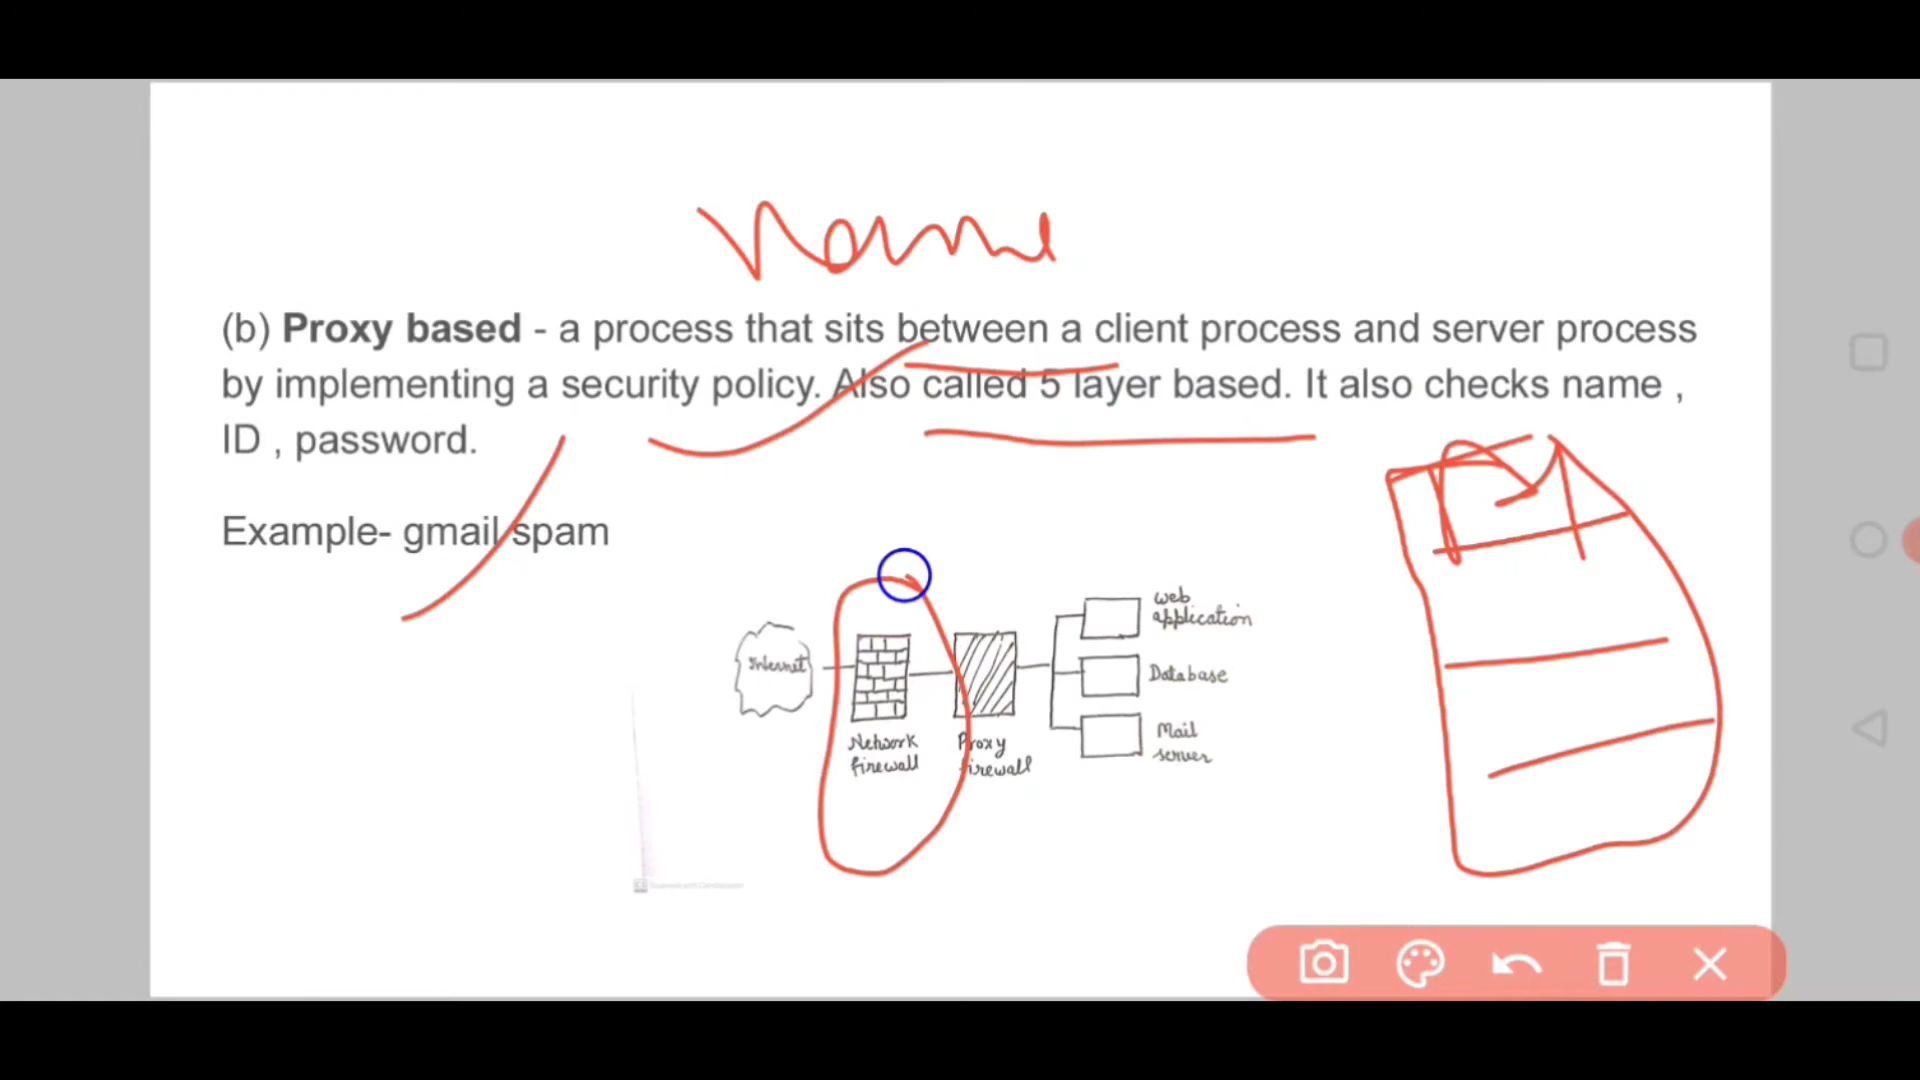 Name
(b) Proxy based - a process that sits between a client process and server process
by implementing a security policy. Also called 5 layer based. It also checks name ,
ID , password.
Example- gmail spam
Internet
Network
firewall
Proxy
firewall
web
application
Database
Mail
server